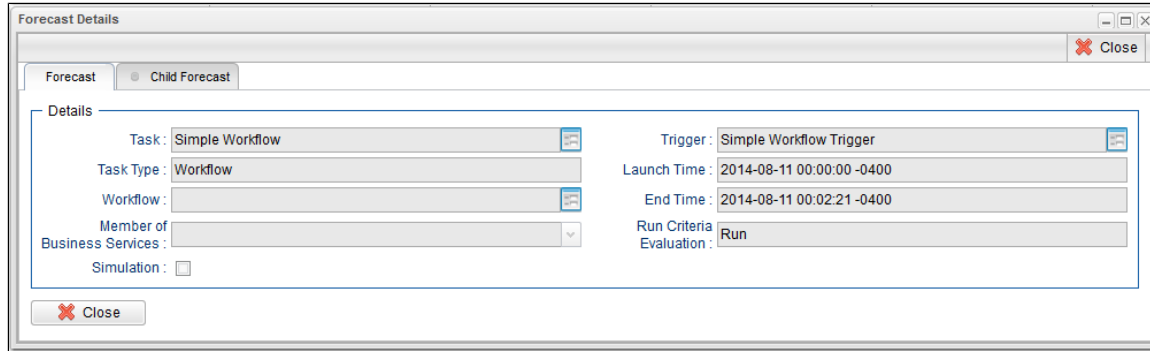 Forecast Details
Close
Forecast
Child Forecast
Details
Task : Simple Workflow
Trigger : Simple Workflow Trigger
Task Type : Workflow
Launch Time : 2014-08-11 00:00:00 -0400
Workflow :
End Time : 2014-08-11 00:02:21 -0400
Member of
Business Services :
Run Criteria
Evaluation : Run
Simulation :
Close